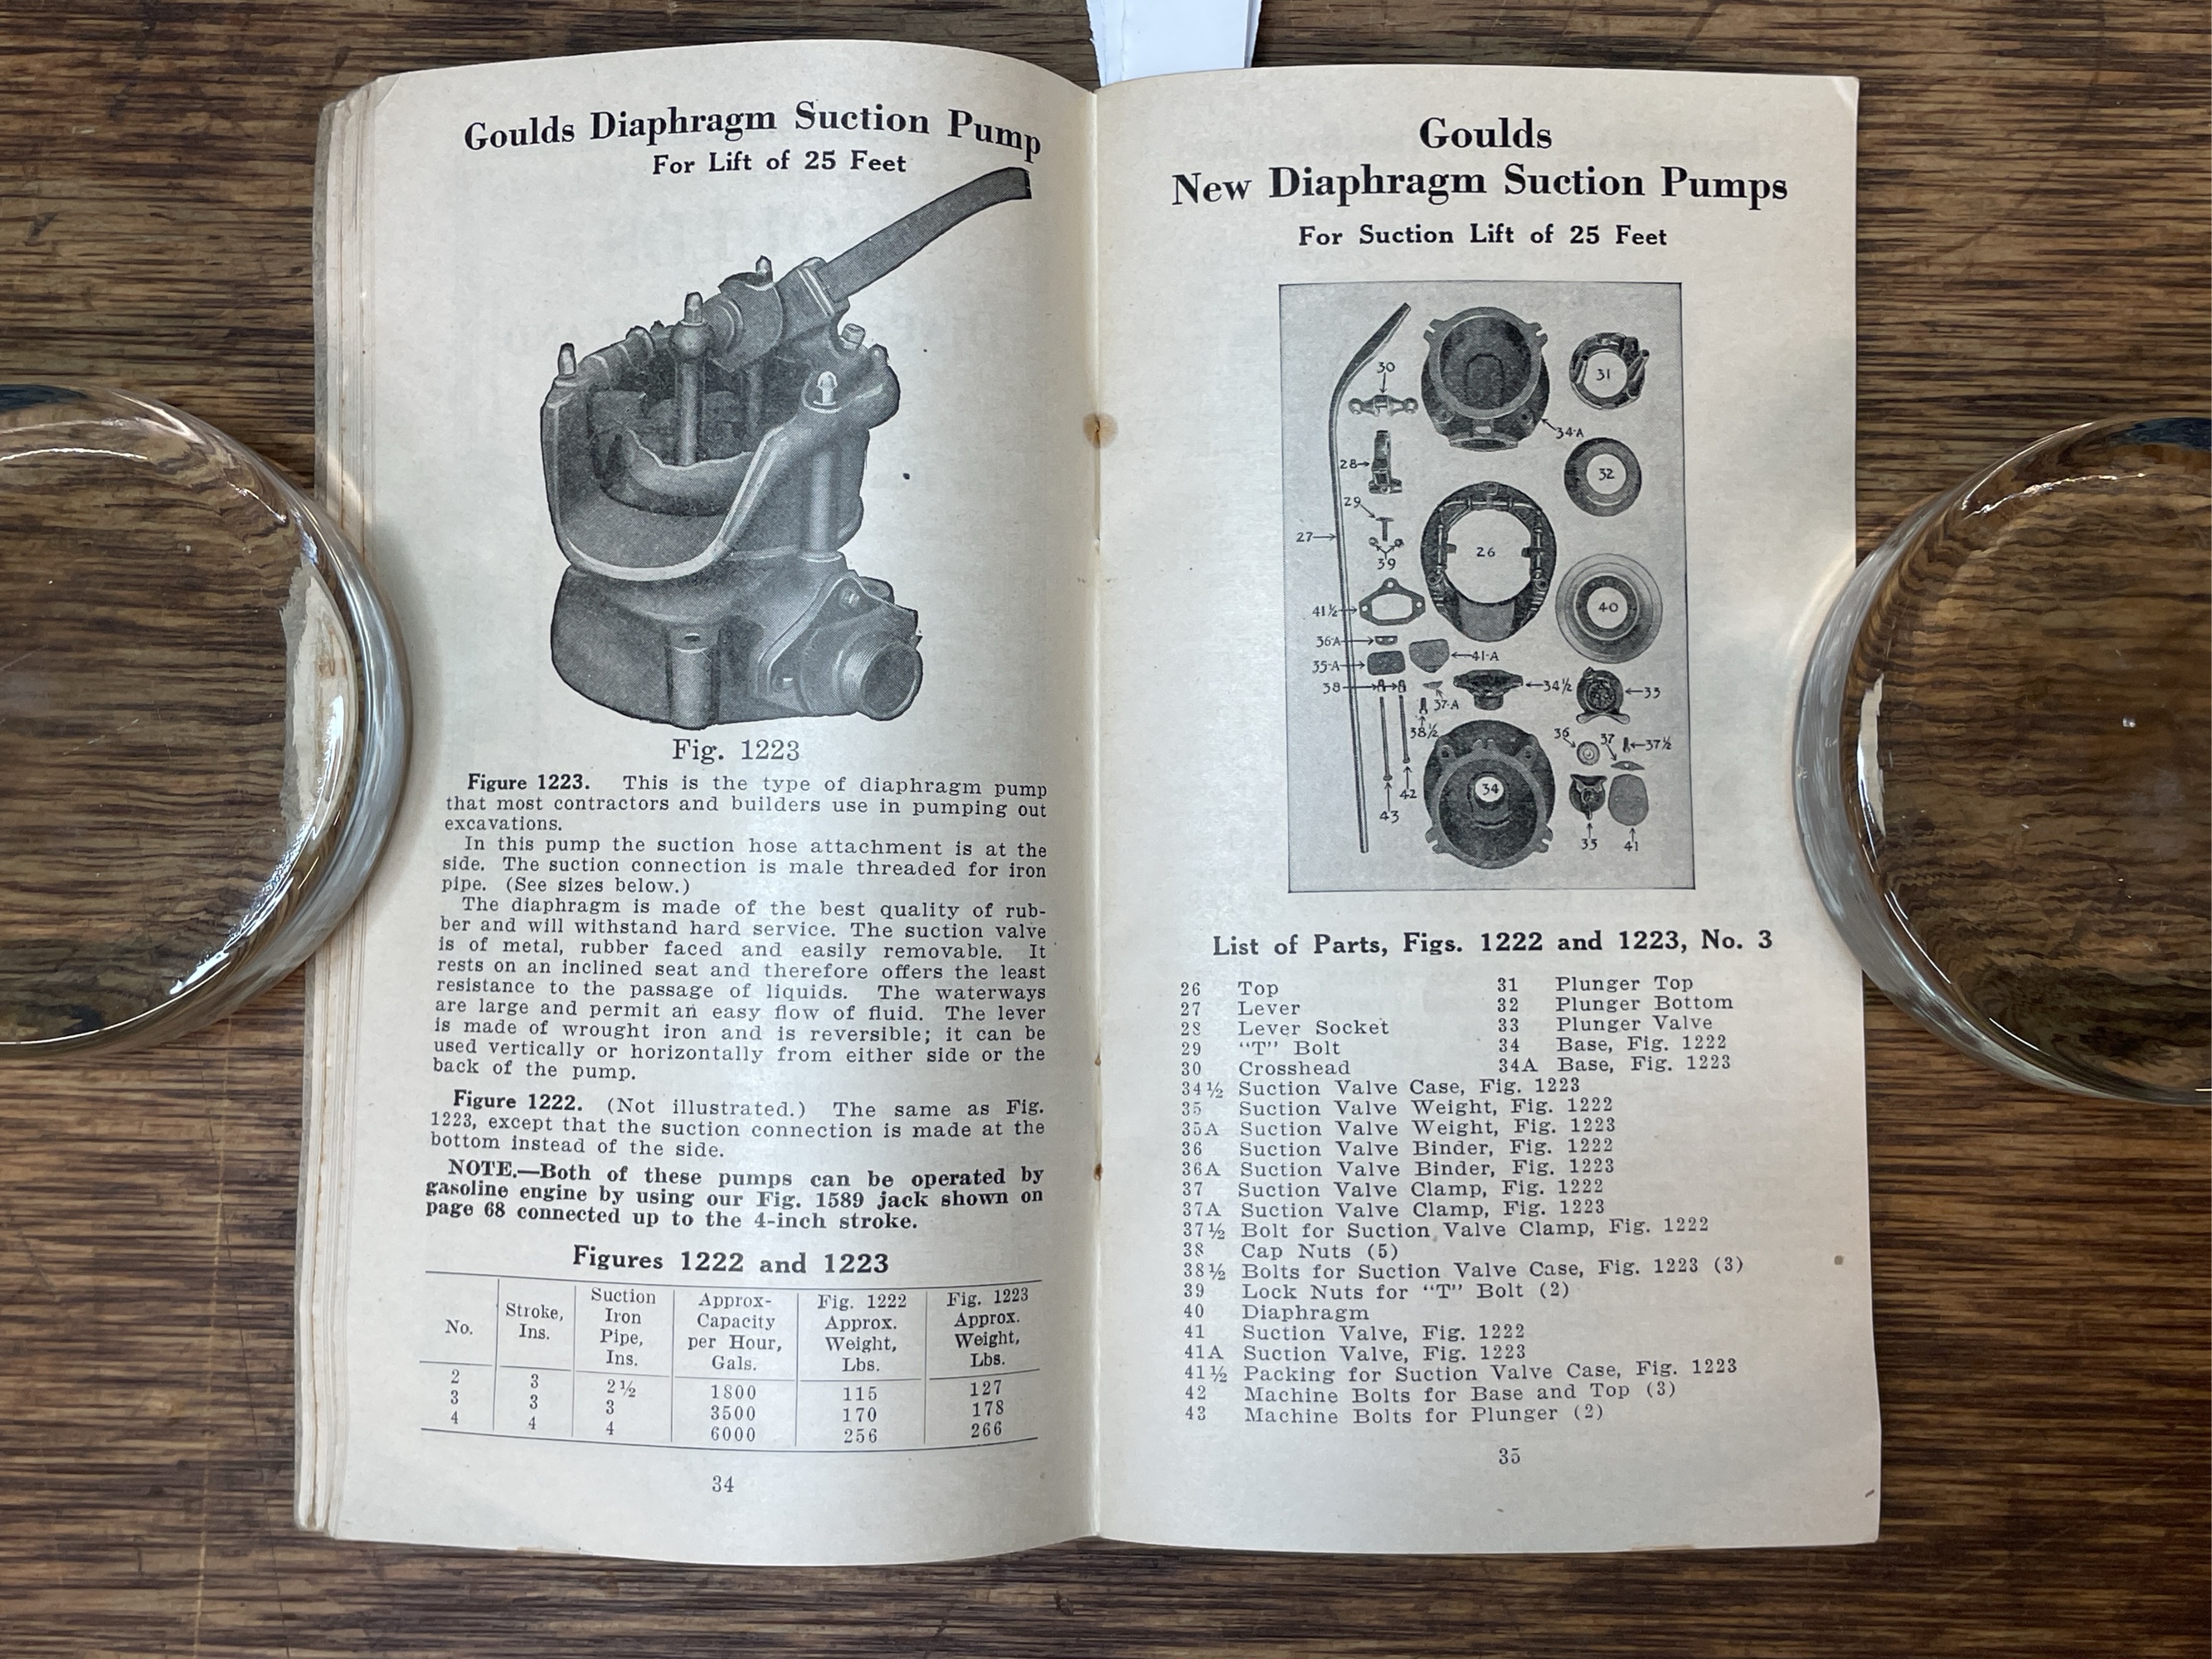 Goulds Diaphragm Suction Pump
For Lift of 25 Feet
Fig. 1223
Figure 1223. This is the type of diaphragm pump
that most contractors and builders use in pumping out
excavations.
In this pump the suction hose attachment is at the
side. The suction connection is male threaded for iron
pipe. (See sizes below.)
The diaphragm is made of the best quality of rub-
ber and will withstand hard service. The suction valve
is of metal, rubber faced and easily removable. It
rests on an inclined seat and therefore offers the least
resistance to the passage of liquids. The waterways
are large and permit an easy flow of fluid. The lever
is made of wrought iron and is reversible; it can be
used vertically or horizontally from either side or the
back of the pump.
Figure 1222. (Not illustrated.) The same as Fig.
1223, except that the suction connection is made at the
bottom instead of the side.
NOTE.—Both of these pumps can be operated by
gasoline engine by using our Fig. 1589 jack shown on
page 68 connected up to the 4-inch stroke.
Figures 1222 and 1223
No. Stroke, Ins. Suction Iron Pipe, Ins. Approx- Capacity per Hour, Gals. Fig. 1222 Approx. Weight, Lbs. Fig. 1223 Approx. Weight, Lbs.
2 3 2½ 1800 115 127
3 3 3 3500 170 178
4 4 4 6000 256 266
34
Goulds
New Diaphragm Suction Pumps
For Suction Lift of 25 Feet
30
31
34-A
28
32
29
27
26
39
41½
40
36-A
35-A
41-A
38
37-A
34½
33
38½
36
37
37½
42
34
43
35
41
List of Parts, Figs. 1222 and 1223, No. 3
26 Top 31 Plunger Top
27 Lever 32 Plunger Bottom
28 Lever Socket 33 Plunger Valve
29 "T" Bolt 34 Base, Fig. 1222
30 Crosshead 34A Base, Fig. 1223
34½ Suction Valve Case, Fig. 1223
35 Suction Valve Weight, Fig. 1222
35A Suction Valve Weight, Fig. 1223
36 Suction Valve Binder, Fig. 1222
36A Suction Valve Binder, Fig. 1223
37 Suction Valve Clamp, Fig. 1222
37A Suction Valve Clamp, Fig. 1223
37½ Bolt for Suction Valve Clamp, Fig. 1222
38 Cap Nuts (5)
38½ Bolts for Suction Valve Case, Fig. 1223 (3)
39 Lock Nuts for "T" Bolt (2)
40 Diaphragm
41 Suction Valve, Fig. 1222
41A Suction Valve, Fig. 1223
41½ Packing for Suction Valve Case, Fig. 1223
42 Machine Bolts for Base and Top (3)
43 Machine Bolts for Plunger (2)
35